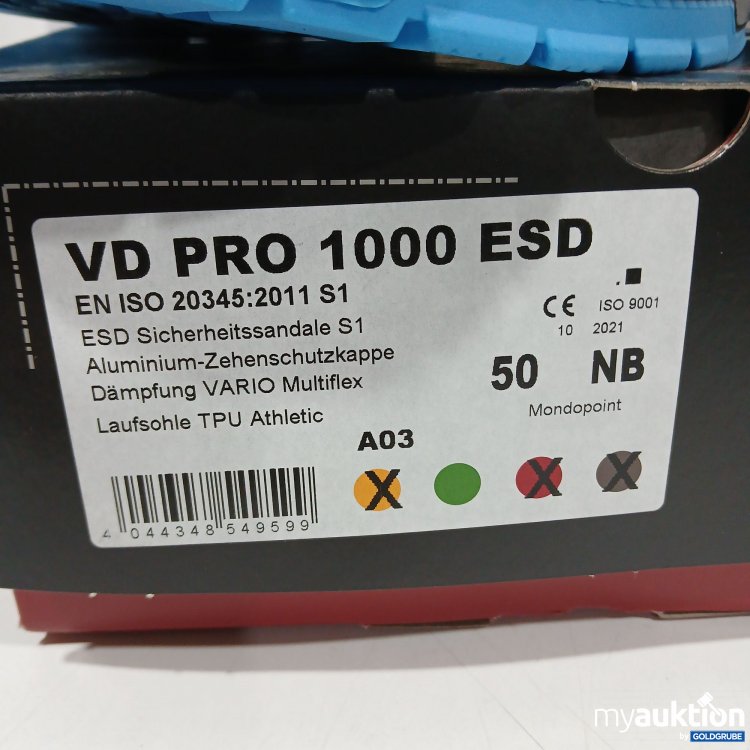 VD PRO 1000 ESD
EN ISO 20345:2011 S1
ESD Sicherheitssandale S1
Aluminium-Zehenschutzkappe
Dämpfung VARIO Multiflex
Laufsohle TPU Athletic
CE ISO 9001
10 2021
50 NB
Mondopoint
A03
X X X
4 044348 549599
myauktion
by GOLDGRUBE